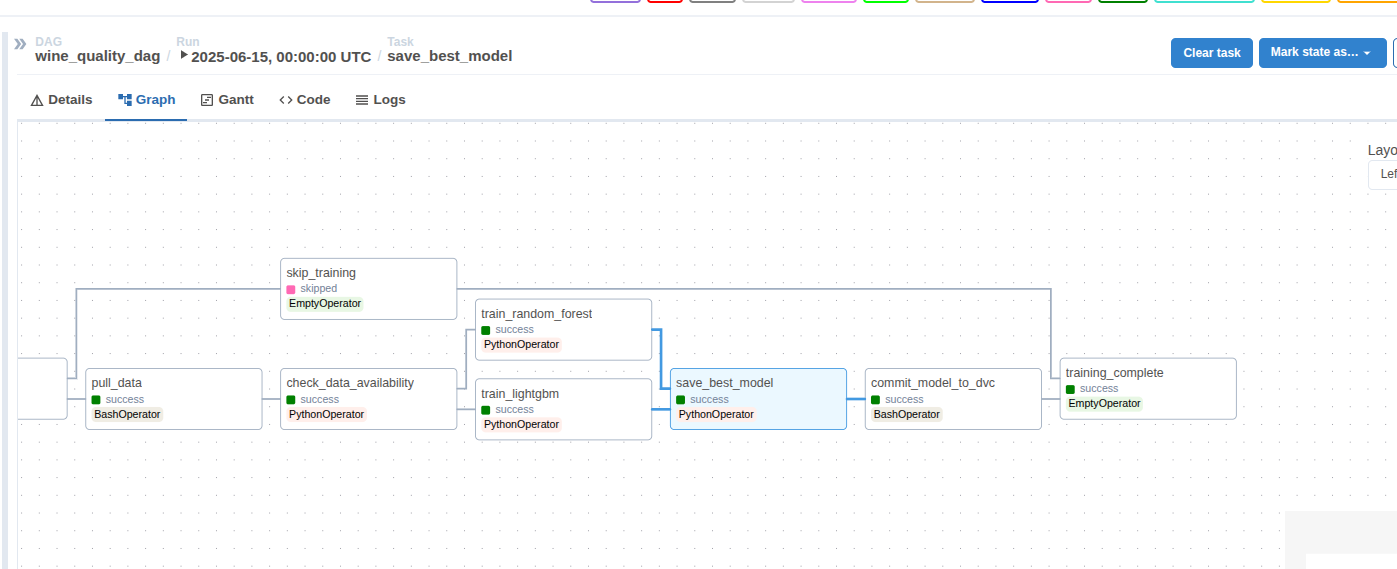 DAG
wine_quality_dag /
Run
2025-06-15, 00:00:00 UTC /
Task
save_best_model
Clear task
Mark state as…
Details
Graph
Gantt
Code
Logs
skip_training
skipped
EmptyOperator
train_random_forest
success
PythonOperator
pull_data
success
BashOperator
check_data_availability
success
PythonOperator
train_lightgbm
success
PythonOperator
save_best_model
success
PythonOperator
commit_model_to_dvc
success
BashOperator
training_complete
success
EmptyOperator